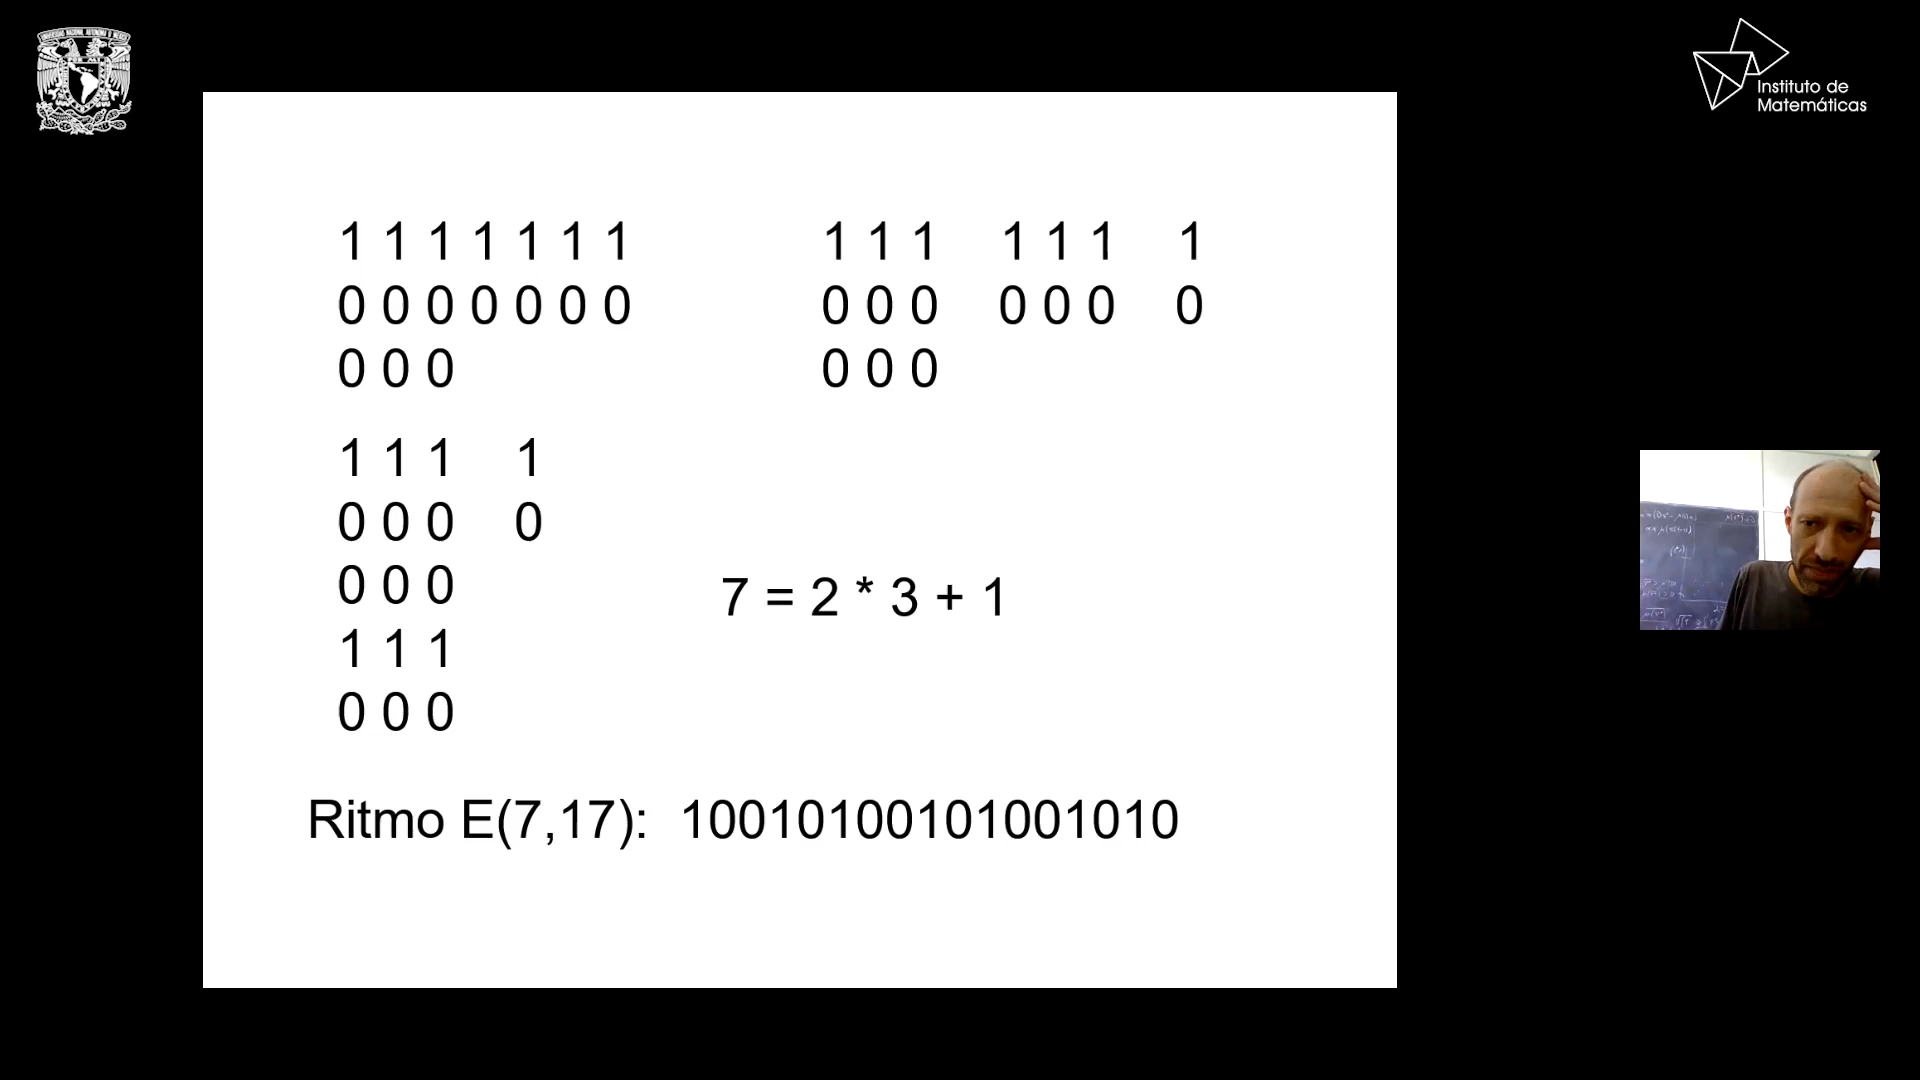 Instituto de
Matemáticas
1 1 1 1 1 1 1
0 0 0 0 0 0 0
0 0 0
1 1 1 1 1 1 1
0 0 0 0 0 0 0
0 0 0
1 1 1 1
0 0 0 0
0 0 0
1 1 1
0 0 0
7 = 2 * 3 + 1
Ritmo E(7,17): 10010100101001010